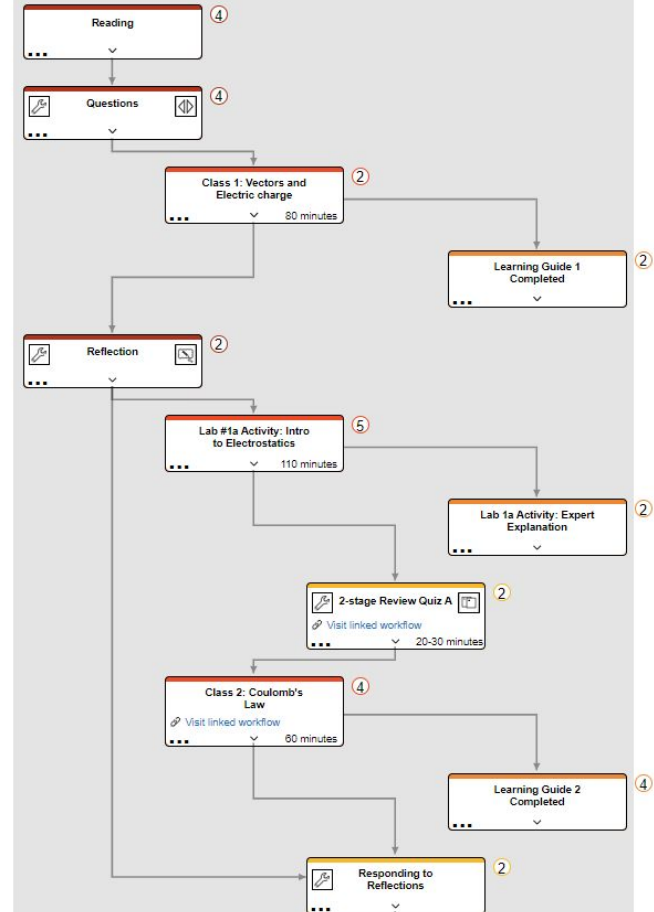 Reading
4
Questions
4
Class 1: Vectors and
Electric charge
2
80 minutes
Learning Guide 1
Completed
2
Reflection
2
Lab #1a Activity: Intro
to Electrostatics
5
110 minutes
Lab 1a Activity: Expert
Explanation
2
2-stage Review Quiz A
2
Visit linked workflow
20-30 minutes
Class 2: Coulomb's
Law
4
Visit linked workflow
60 minutes
Learning Guide 2
Completed
4
Responding to
Reflections
2